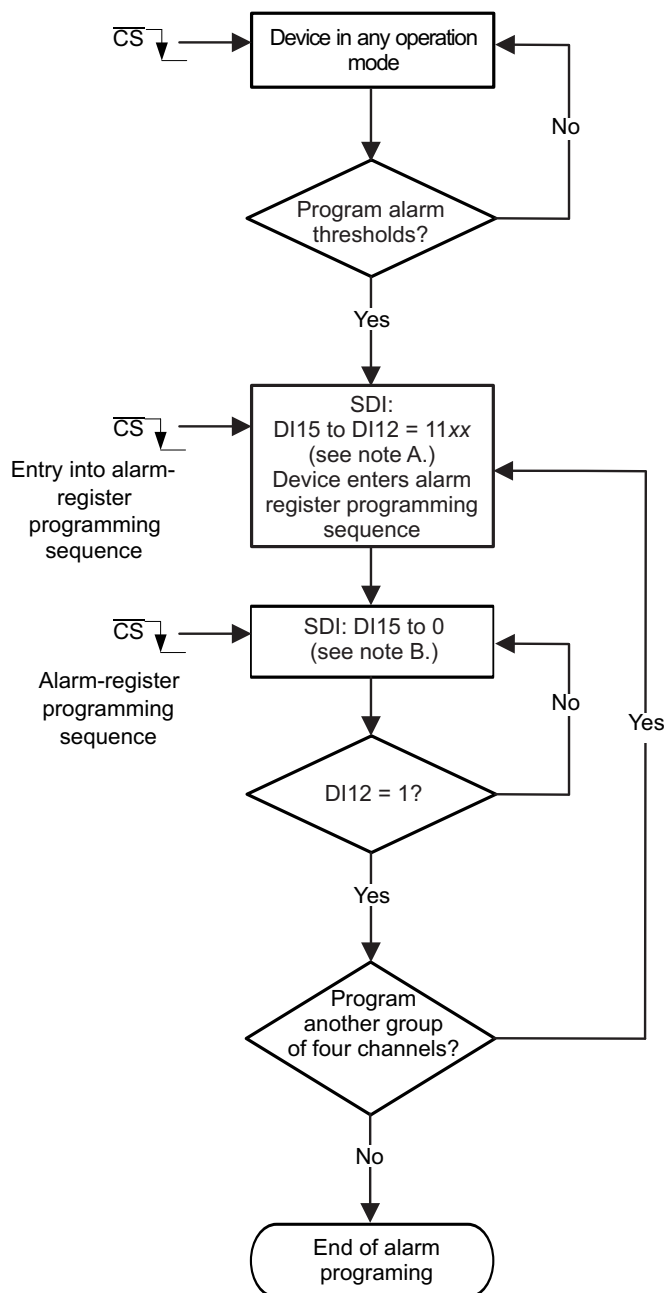 CS
Device in any operation
mode
No
Program alarm
thresholds?
Yes
CS
Entry into alarm-
register
programming
sequence
SDI:
DI15 to DI12 = 11xx
(see note A.)
Device enters alarm
register programming
sequence
CS
Alarm-register
programming
sequence
SDI: DI15 to 0
(see note B.)
No
Yes
DI12 = 1?
Yes
Program
another group
of four channels?
No
End of alarm
programing